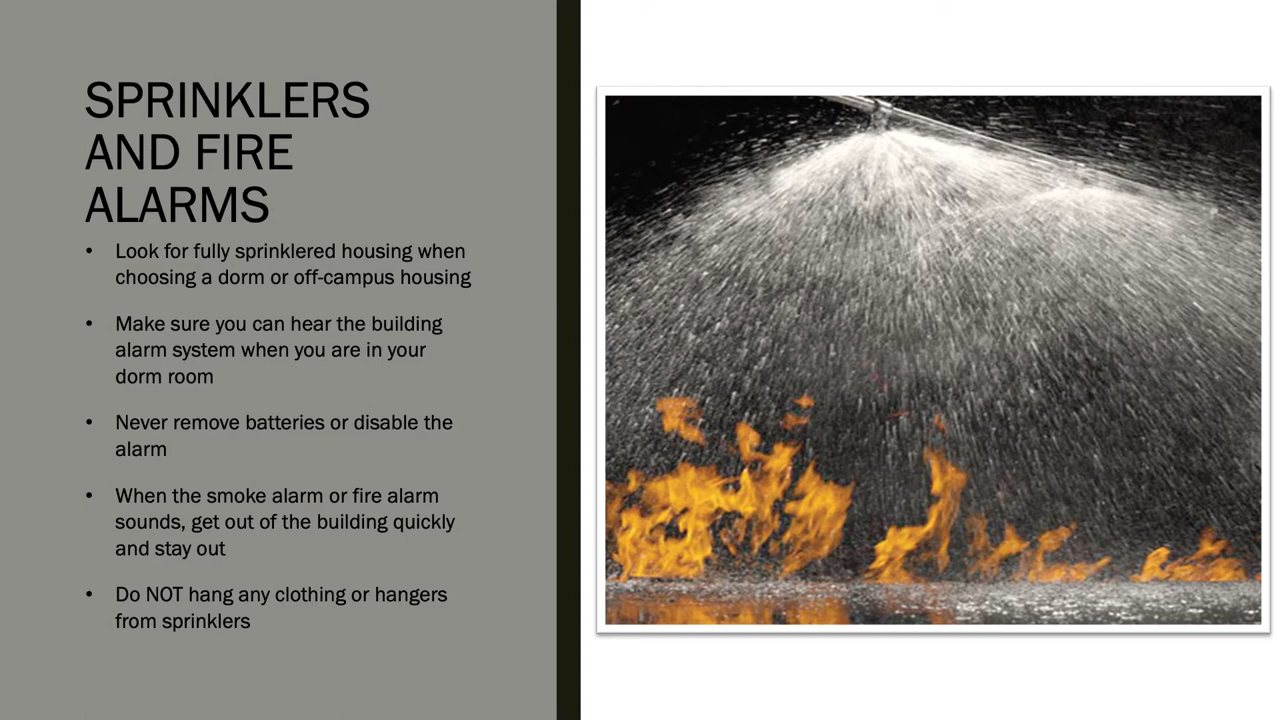 SPRINKLERS
AND FIRE
ALARMS
• Look for fully sprinklered housing when
choosing a dorm or off-campus housing
• Make sure you can hear the building
alarm system when you are in your
dorm room
• Never remove batteries or disable the
alarm
• When the smoke alarm or fire alarm
sounds, get out of the building quickly
and stay out
• Do NOT hang any clothing or hangers
from sprinklers